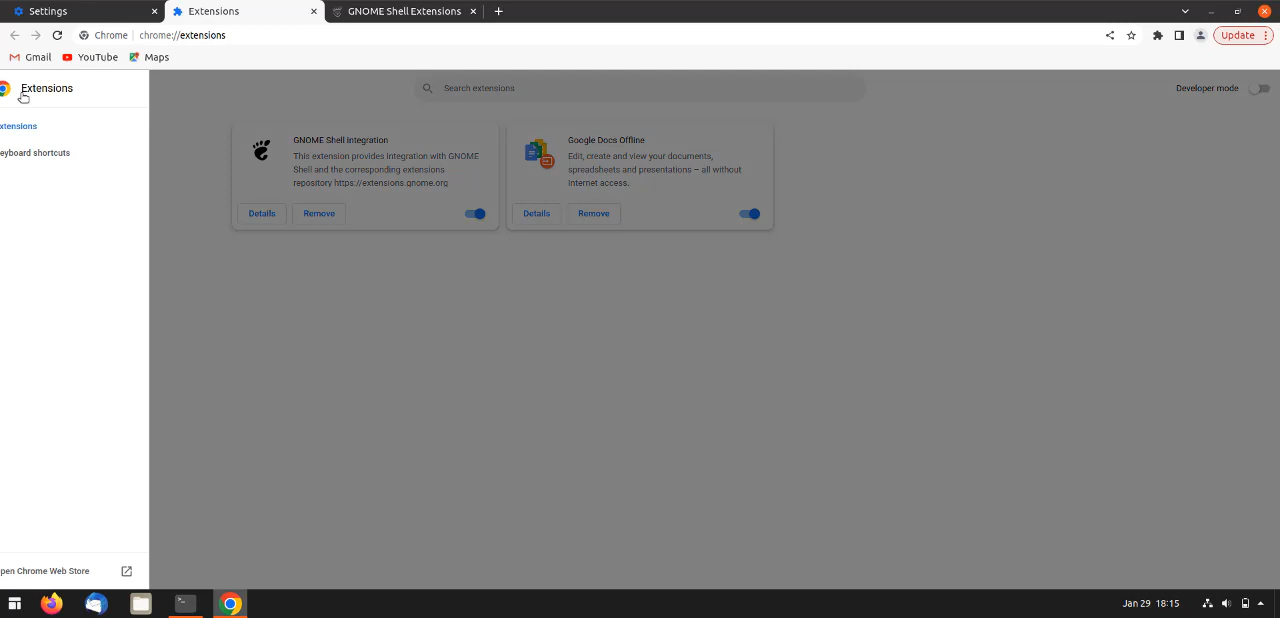 Settings
Extensions
GNOME Shell Extensions
Chrome
chrome://extensions
Update
Gmail
YouTube
Maps
Extensions
Search extensions
Developer mode
xtensions
eyboard shortcuts
GNOME Shell integration
This extension provides integration with GNOME
Shell and the corresponding extensions
repository https://extensions.gnome.org
Details
Remove
Google Docs Offline
Edit, create and view your documents,
spreadsheets and presentations – all without
internet access.
Details
Remove
pen Chrome Web Store
Jan 29 18:15